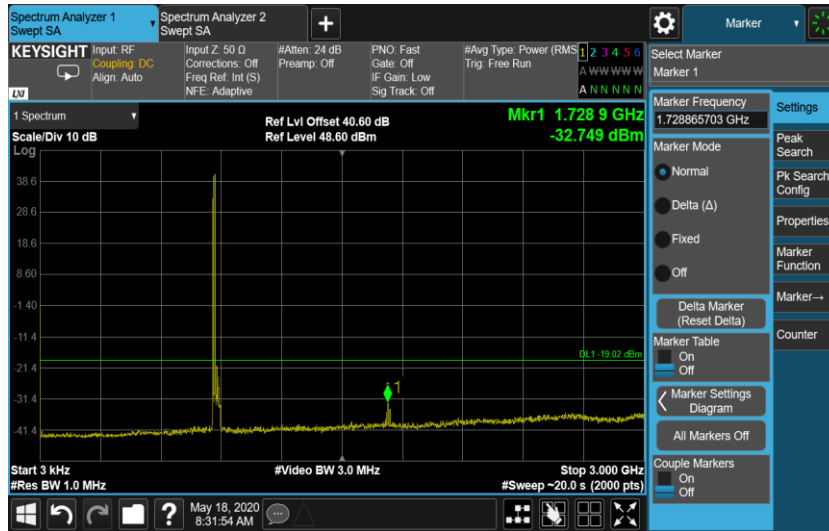 Spectrum Analyzer 1
Swept SA
Spectrum Analyzer 2
Swept SA
Marker
KEYSIGHT
LXI
Input: RF
Coupling: DC
Align: Auto
Input Z: 50 Ω
Corrections: Off
Freq Ref: Int (S)
NFE: Adaptive
#Atten: 24 dB
Preamp: Off
PNO: Fast
Gate: Off
IF Gain: Low
Sig Track: Off
#Avg Type: Power (RMS
Trig: Free Run
1 2 3 4 5 6
A W W W W W
A N N N N N
Select Marker
Marker 1
1 Spectrum
Scale/Div 10 dB
Log
Ref Lvl Offset 40.60 dB
Ref Level 48.60 dBm
Mkr1 1.728 9 GHz
-32.749 dBm
38.6
28.6
18.6
8.60
-1.40
-11.4
-21.4
-31.4
-41.4
DL1 -19.02 dBm
1
Start 3 kHz
#Res BW 1.0 MHz
#Video BW 3.0 MHz
Stop 3.000 GHz
#Sweep ~20.0 s (2000 pts)
Marker Frequency
1.728865703 GHz
Marker Mode
Normal
Delta (Δ)
Fixed
Off
Delta Marker
(Reset Delta)
Marker Table
On
Off
Marker Settings
Diagram
All Markers Off
Couple Markers
On
Off
Settings
Peak
Search
Pk Search
Config
Properties
Marker
Function
Marker→
Counter
?
May 18, 2020
8:31:54 AM